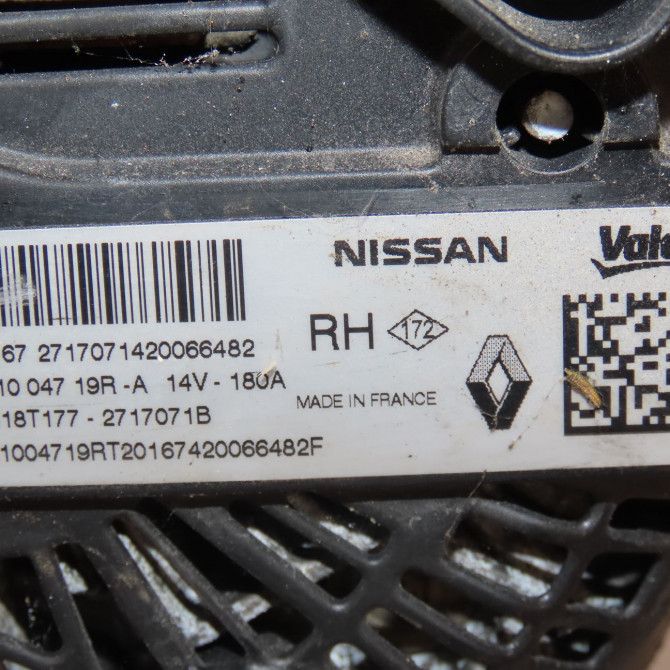 NISSAN
Vale
RH 172
67 2717071420066482
10 047 19R -A 14V - 180A
MADE IN FRANCE
18T177 - 2717071B
1004719RT20167420066482F